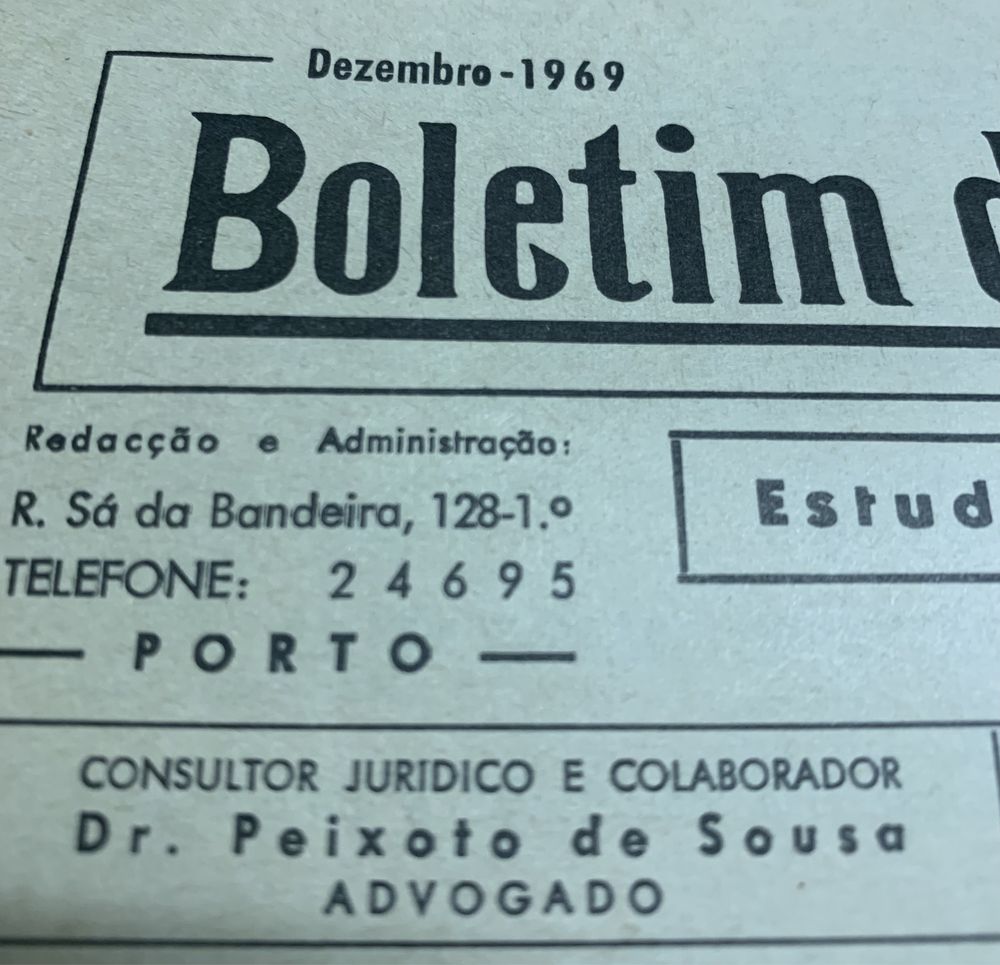 Dezembro-1969
Boletim d
Redacção e Administração:
R. Sá da Bandeira, 128-1.º
TELEFONE: 24695
— PORTO —
Estud
CONSULTOR JURIDICO E COLABORADOR
Dr. Peixoto de Sousa
ADVOGADO